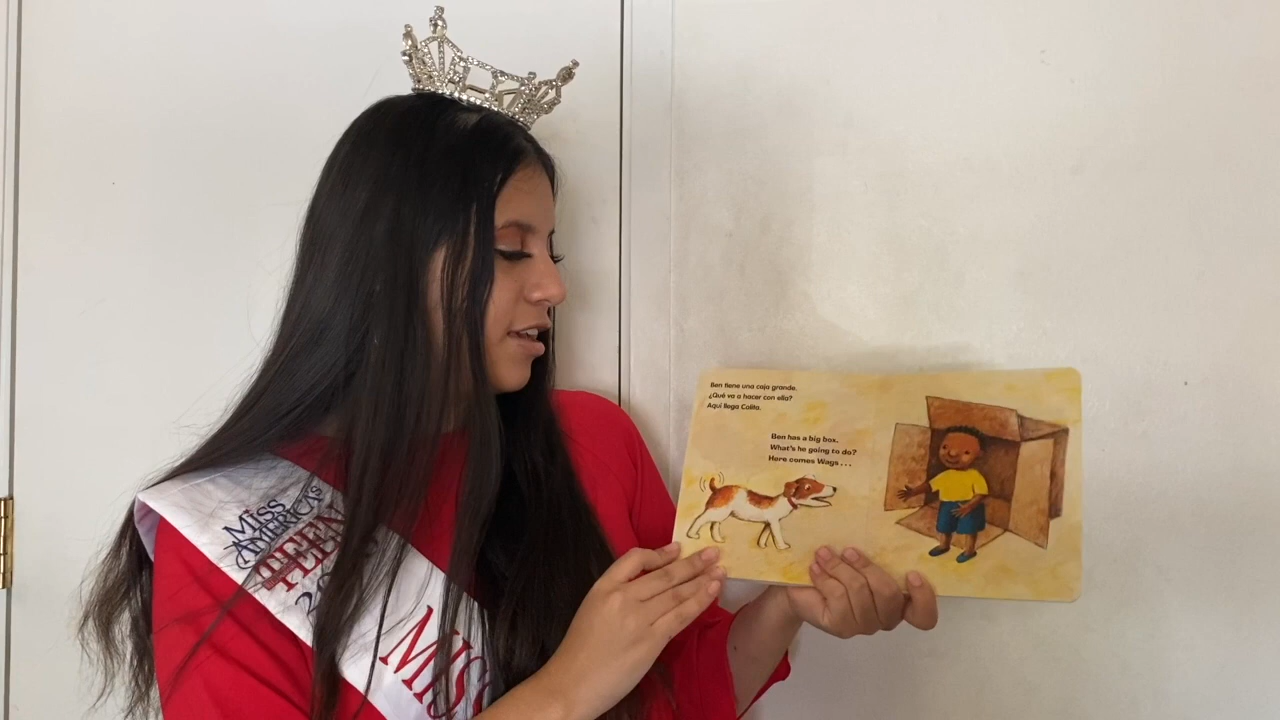 MISS
AMERICA'S
TEEN
MISS
Ben tiene una caja grande.
¿Qué va a hacer con ella?
Aquí llega Colita.
Ben has a big box.
What's he going to do?
Here comes Wags...